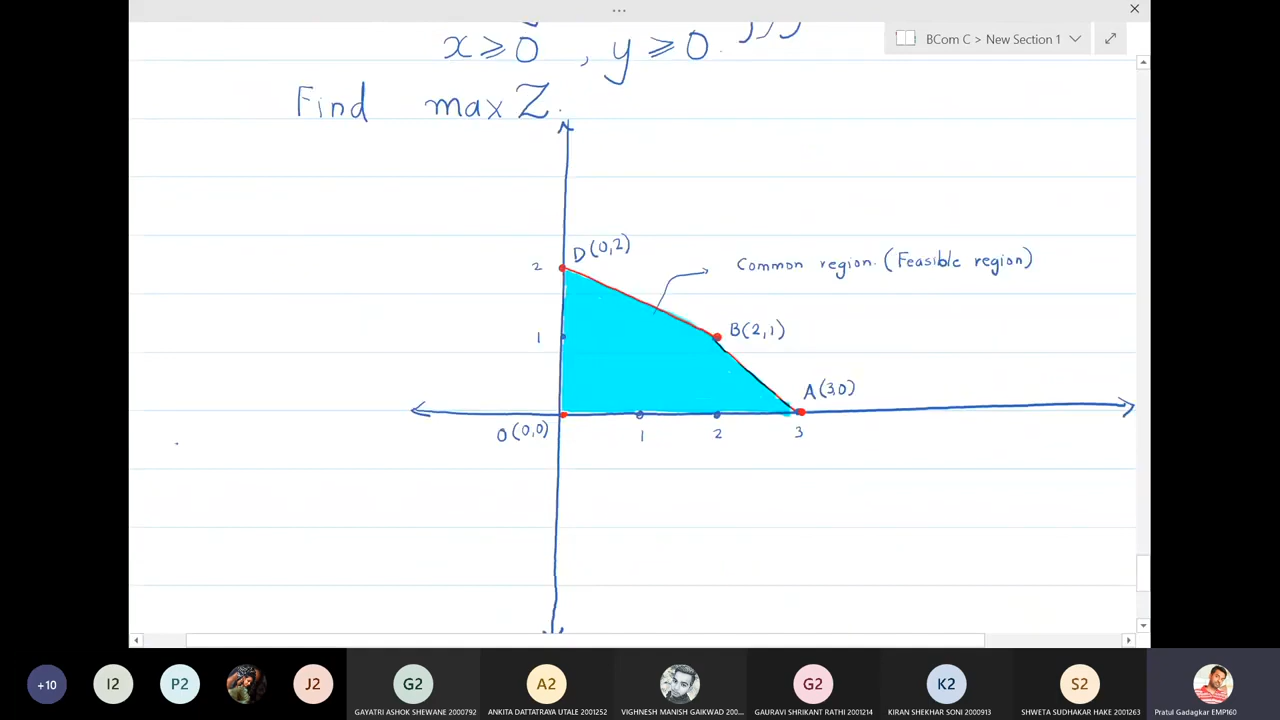 BCom C > New Section 1
x ≥ 0 , y ≥ 0.
Find max Z.
D(0,2)
2
Common region. (Feasible region)
1
B(2,1)
A(3,0)
O(0,0)
1 2 3
+10 I2 P2 J2 G2 A2 G2 K2 S2
GAYATRI ASHOK SHEWANE 2000792 ANKITA DATTATRAYA UTALE 2001252 VIGHNESH MANISH GAIKWAD 200... GAURAVI SHRIKANT RATHI 2001214 KIRAN SHEKHAR SONI 2000913 SHWETA SUDHAKAR HAKE 2001263 Pratul Gadagkar EMP160